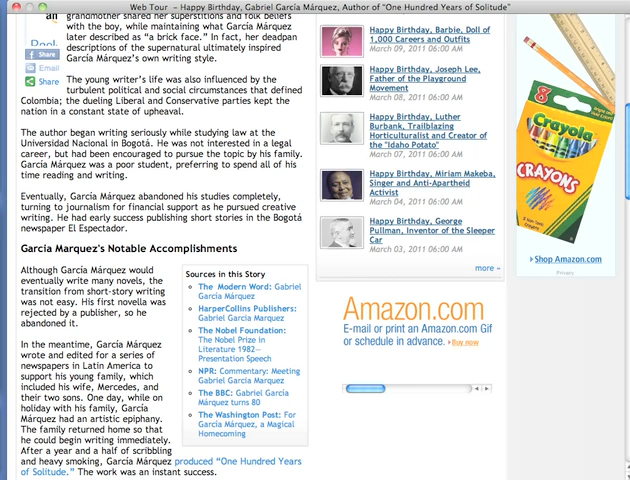 Web Tour - Happy Birthday, Gabriel García Márquez, Author of "One Hundred Years of Solitude"
grandmother shared her superstitions and folk beliefs
with the boy, while maintaining what García Márquez
later described as “a brick face.” In fact, her deadpan
descriptions of the supernatural ultimately inspired
García Márquez’s own writing style.
an
Share
Email
Share
The young writer’s life was also influenced by the
turbulent political and social circumstances that defined
Colombia; the dueling Liberal and Conservative parties kept the
nation in a constant state of upheaval.
The author began writing seriously while studying law at the
Universidad Nacional in Bogotá. He was not interested in a legal
career, but had been encouraged to pursue the topic by his family.
García Márquez was a poor student, preferring to spend all of his
time reading and writing.
Eventually, García Márquez abandoned his studies completely,
turning to journalism for financial support as he pursued creative
writing. He had early success publishing short stories in the Bogotá
newspaper El Espectador.
García Marquez's Notable Accomplishments
Although García Márquez would
eventually write many novels, the
transition from short-story writing
was not easy. His first novella was
rejected by a publisher, so he
abandoned it.
In the meantime, García Márquez
wrote and edited for a series of
newspapers in Latin America to
support his young family, which
included his wife, Mercedes, and
their two sons. One day, while on
holiday with his family, García
Márquez had an artistic epiphany.
The family returned home so that
he could begin writing immediately.
After a year and a half of scribbling
and heavy smoking, García Márquez produced “One Hundred Years
of Solitude.” The work was an instant success.
Sources in this Story
The Modern Word: Gabriel
García Márquez
HarperCollins Publishers:
Gabriel Garcia Marquez
The Nobel Foundation:
The Nobel Prize in
Literature 1982—
Presentation Speech
NPR: Commentary: Meeting
Gabriel Garcia Marquez
The BBC: Gabriel García
Márquez turns 80
The Washington Post: For
García Márquez, a Magical
Homecoming
Happy Birthday, Barbie, Doll of
1,000 Careers and Outfits
March 09, 2011 06:00 AM
Happy Birthday, Joseph Lee,
Father of the Playground
Movement
March 08, 2011 06:00 AM
Happy Birthday, Luther
Burbank, Trailblazing
Horticulturalist and Creator of
the "Idaho Potato"
March 07, 2011 06:00 AM
Happy Birthday, Miriam Makeba,
Singer and Anti-Apartheid
Activist
March 04, 2011 06:00 AM
Happy Birthday, George
Pullman, Inventor of the Sleeper
Car
March 03, 2011 06:00 AM
more »
Amazon.com
E-mail or print an Amazon.com Gif
or schedule in advance. Buy now
8
Crayola
CRAYONS
Shop Amazon.com
Privacy